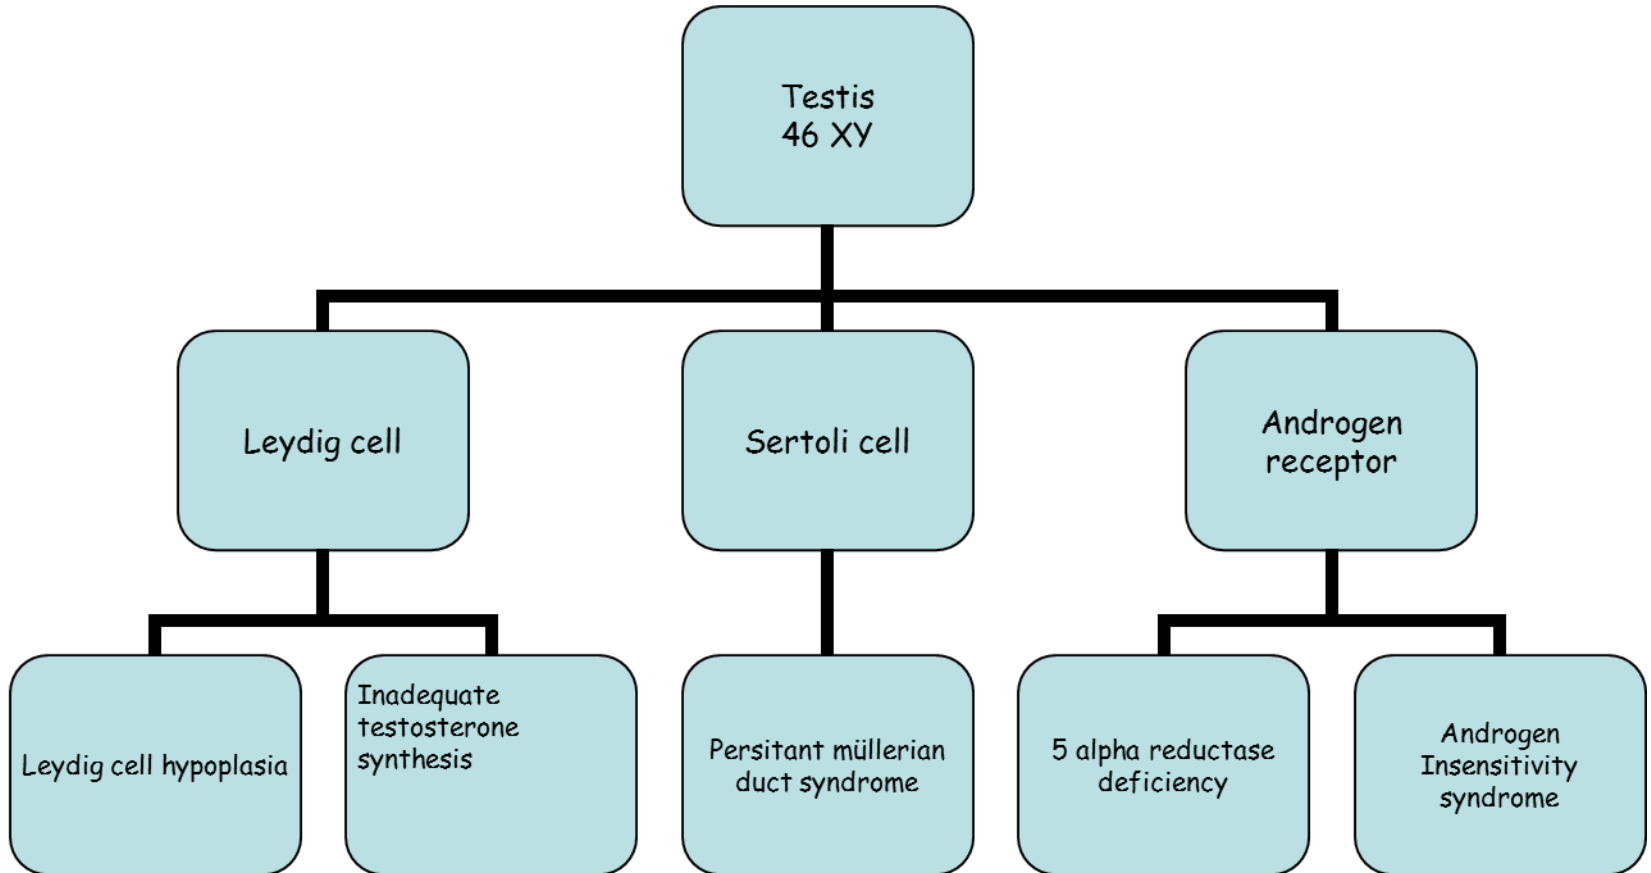 Testis
46 XY
Leydig cell
Sertoli cell
Androgen
receptor
Leydig cell hypoplasia
Inadequate
testosterone
synthesis
Persitant müllerian
duct syndrome
5 alpha reductase
deficiency
Androgen
Insensitivity
syndrome